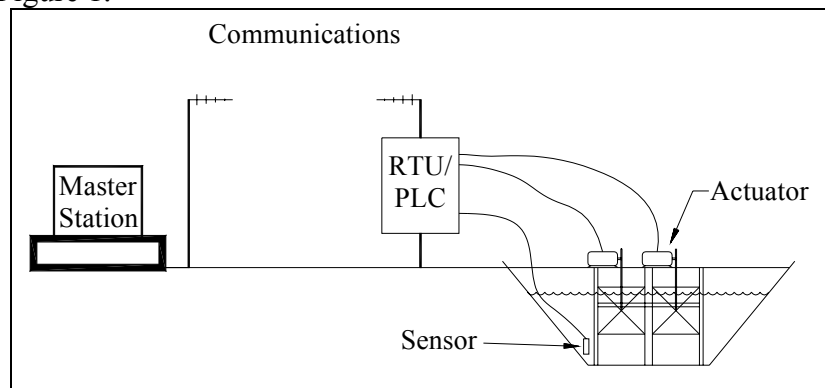 Figure 1.
Communications
Master
Station
RTU/
PLC
Actuator
Sensor